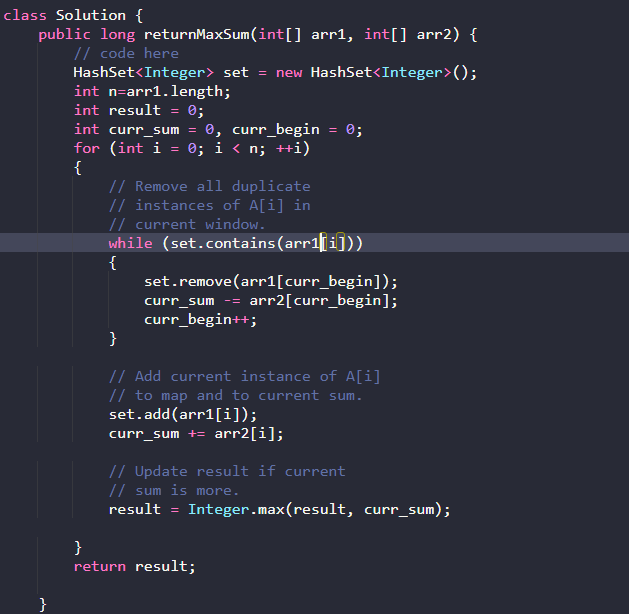 class Solution {
    public long returnMaxSum(int[] arr1, int[] arr2) {
        // code here
        HashSet<Integer> set = new HashSet<Integer>();
        int n=arr1.length;
        int result = 0;
        int curr_sum = 0, curr_begin = 0;
        for (int i = 0; i < n; ++i)
        {
            // Remove all duplicate
            // instances of A[i] in
            // current window.
            while (set.contains(arr1[i]))
            {
                set.remove(arr1[curr_begin]);
                curr_sum -= arr2[curr_begin];
                curr_begin++;
            }
            // Add current instance of A[i]
            // to map and to current sum.
            set.add(arr1[i]);
            curr_sum += arr2[i];
            // Update result if current
            // sum is more.
            result = Integer.max(result, curr_sum);
        }
        return result;
    }